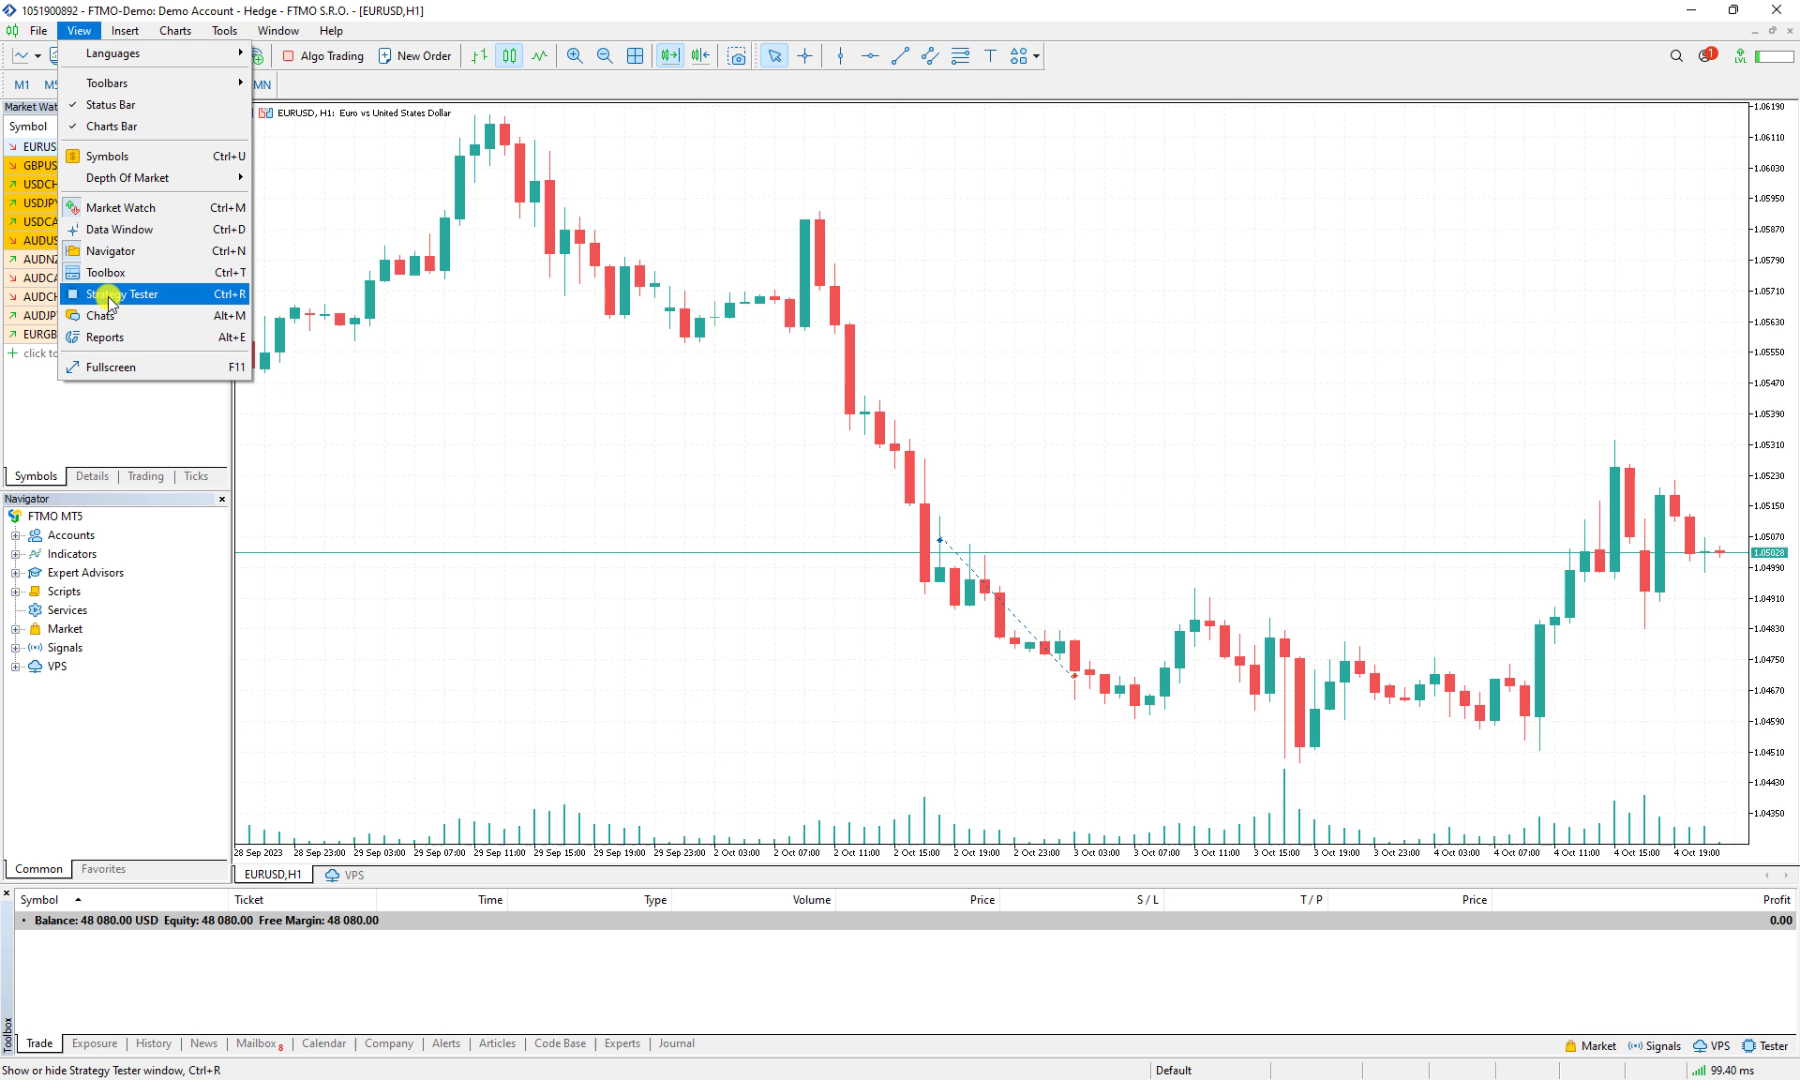 1051900892 - FTMO-Demo: Demo Account - Hedge - FTMO S.R.O. - [EURUSD,H1]
File View Insert Charts Tools Window Help
Algo Trading New Order
M1 MN
LVL
1
Market Wat
Symbol
EURUS
GBPUS
USDCH
USDJPY
USDCA
AUDUS
AUDNZ
AUDCA
AUDCH
AUDJP
EURGB
click to
Languages
Toolbars
Status Bar
Charts Bar
Symbols Ctrl+U
Depth Of Market
Market Watch Ctrl+M
Data Window Ctrl+D
Navigator Ctrl+N
Toolbox Ctrl+T
Strategy Tester Ctrl+R
Chats Alt+M
Reports Alt+E
Fullscreen F11
Symbols Details Trading Ticks
Navigator
FTMO MT5
Accounts
Indicators
Expert Advisors
Scripts
Services
Market
Signals
VPS
Common Favorites
EURUSD, H1: Euro vs United States Dollar
1.06190
1.06110
1.06030
1.05950
1.05870
1.05790
1.05710
1.05630
1.05550
1.05470
1.05390
1.05310
1.05230
1.05150
1.05070
1.05028
1.04990
1.04910
1.04830
1.04750
1.04670
1.04590
1.04510
1.04430
1.04350
28 Sep 2023 28 Sep 23:00 29 Sep 03:00 29 Sep 07:00 29 Sep 11:00 29 Sep 15:00 29 Sep 19:00 29 Sep 23:00 2 Oct 03:00 2 Oct 07:00 2 Oct 11:00 2 Oct 15:00 2 Oct 19:00 2 Oct 23:00 3 Oct 03:00 3 Oct 07:00 3 Oct 11:00 3 Oct 15:00 3 Oct 19:00 3 Oct 23:00 4 Oct 03:00 4 Oct 07:00 4 Oct 11:00 4 Oct 15:00 4 Oct 19:00
EURUSD,H1 VPS
Symbol Ticket Time Type Volume Price S / L T / P Price Profit
Balance: 48 080.00 USD Equity: 48 080.00 Free Margin: 48 080.00 0.00
Toolbox
Trade Exposure History News Mailbox 8 Calendar Company Alerts Articles Code Base Experts Journal
Market Signals VPS Tester
Show or hide Strategy Tester window, Ctrl+R Default 99.40 ms